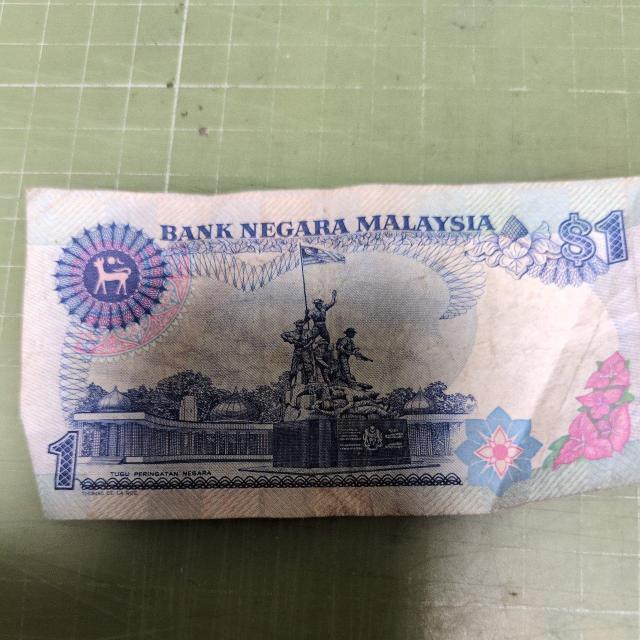 BANK NEGARA MALAYSIA
$1
1
TUGU PERINGATAN NEGARA
THOMAS DE LA RUE